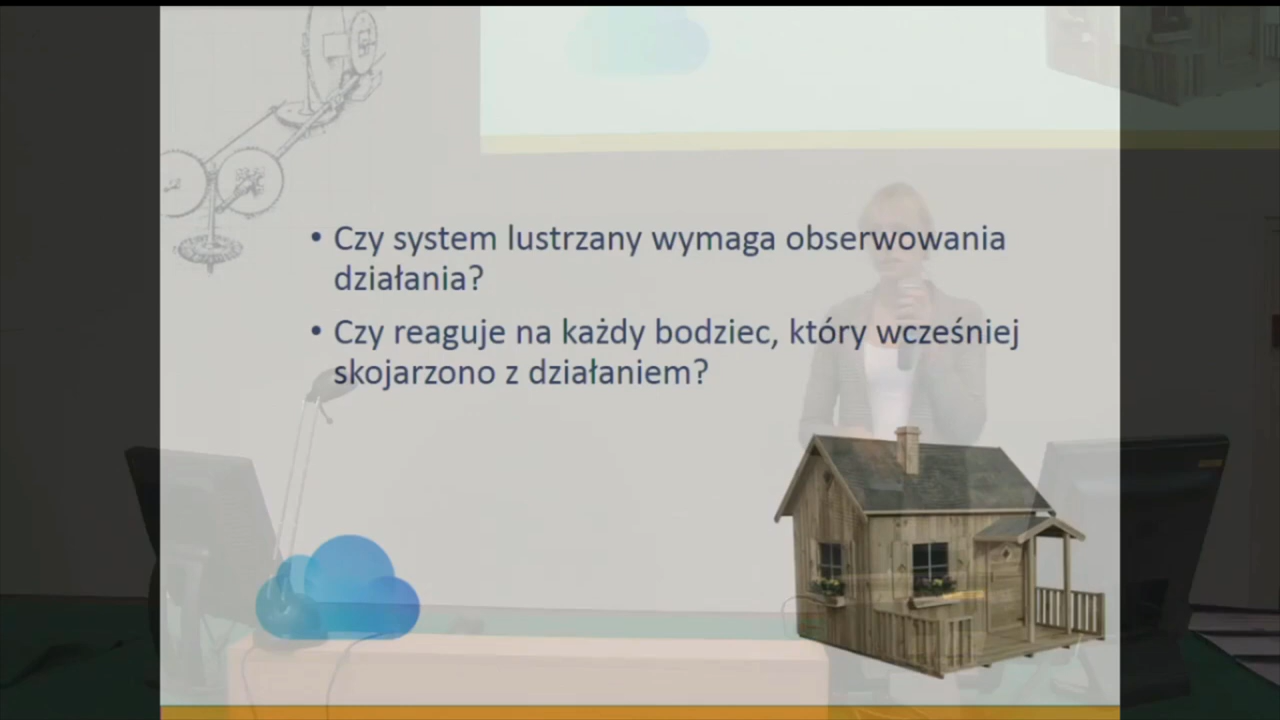 • Czy system lustrzany wymaga obserwowania
działania?
• Czy reaguje na każdy bodziec, który wcześniej
skojarzono z działaniem?